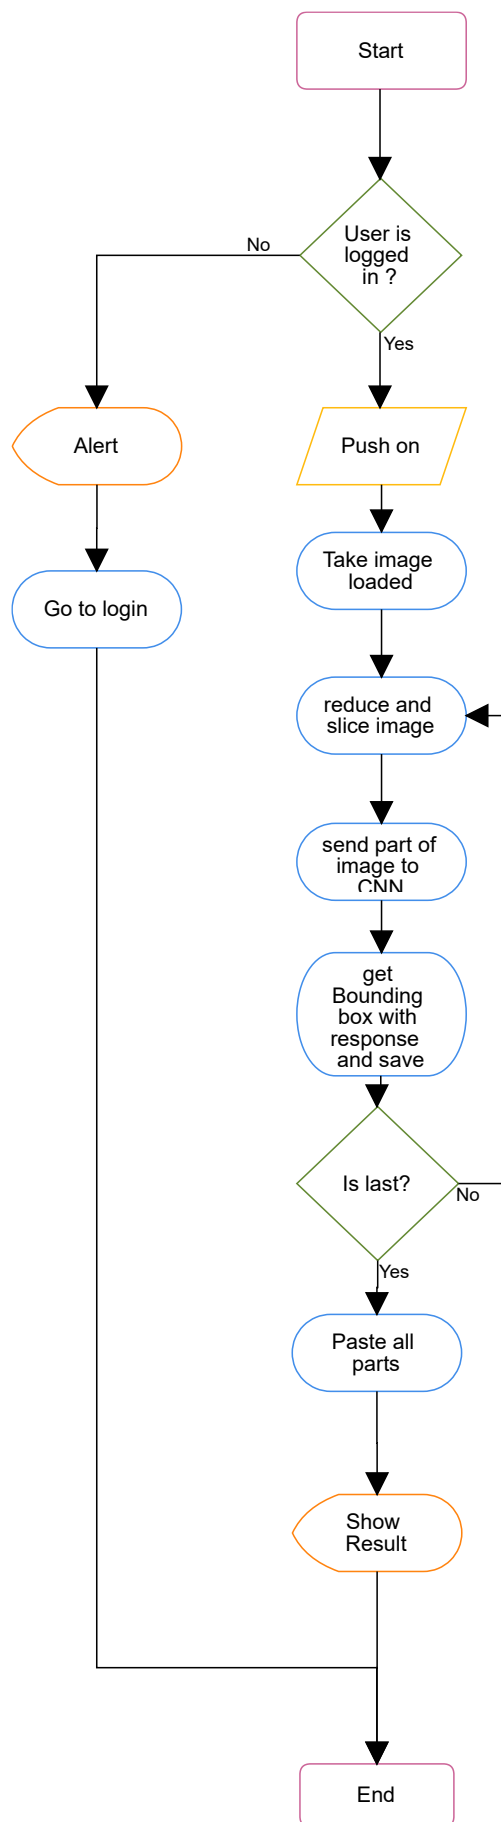 Start
User is
logged
in ?
No
Yes
Alert
Push on
Take image
loaded
Go to login
reduce and
slice image
send part of
image to
CNN
get
Bounding
box with
response
and save
Is last?
No
Yes
Paste all
parts
Show
Result
End